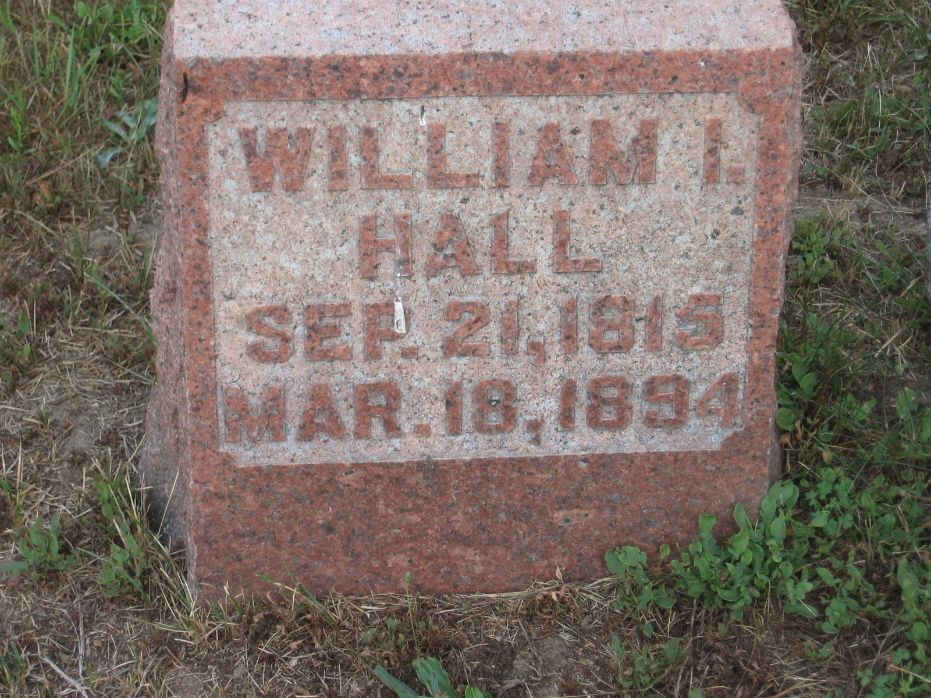 WILLIAM I.
HALL
SEP. 21, 1815
MAR. 18, 1894